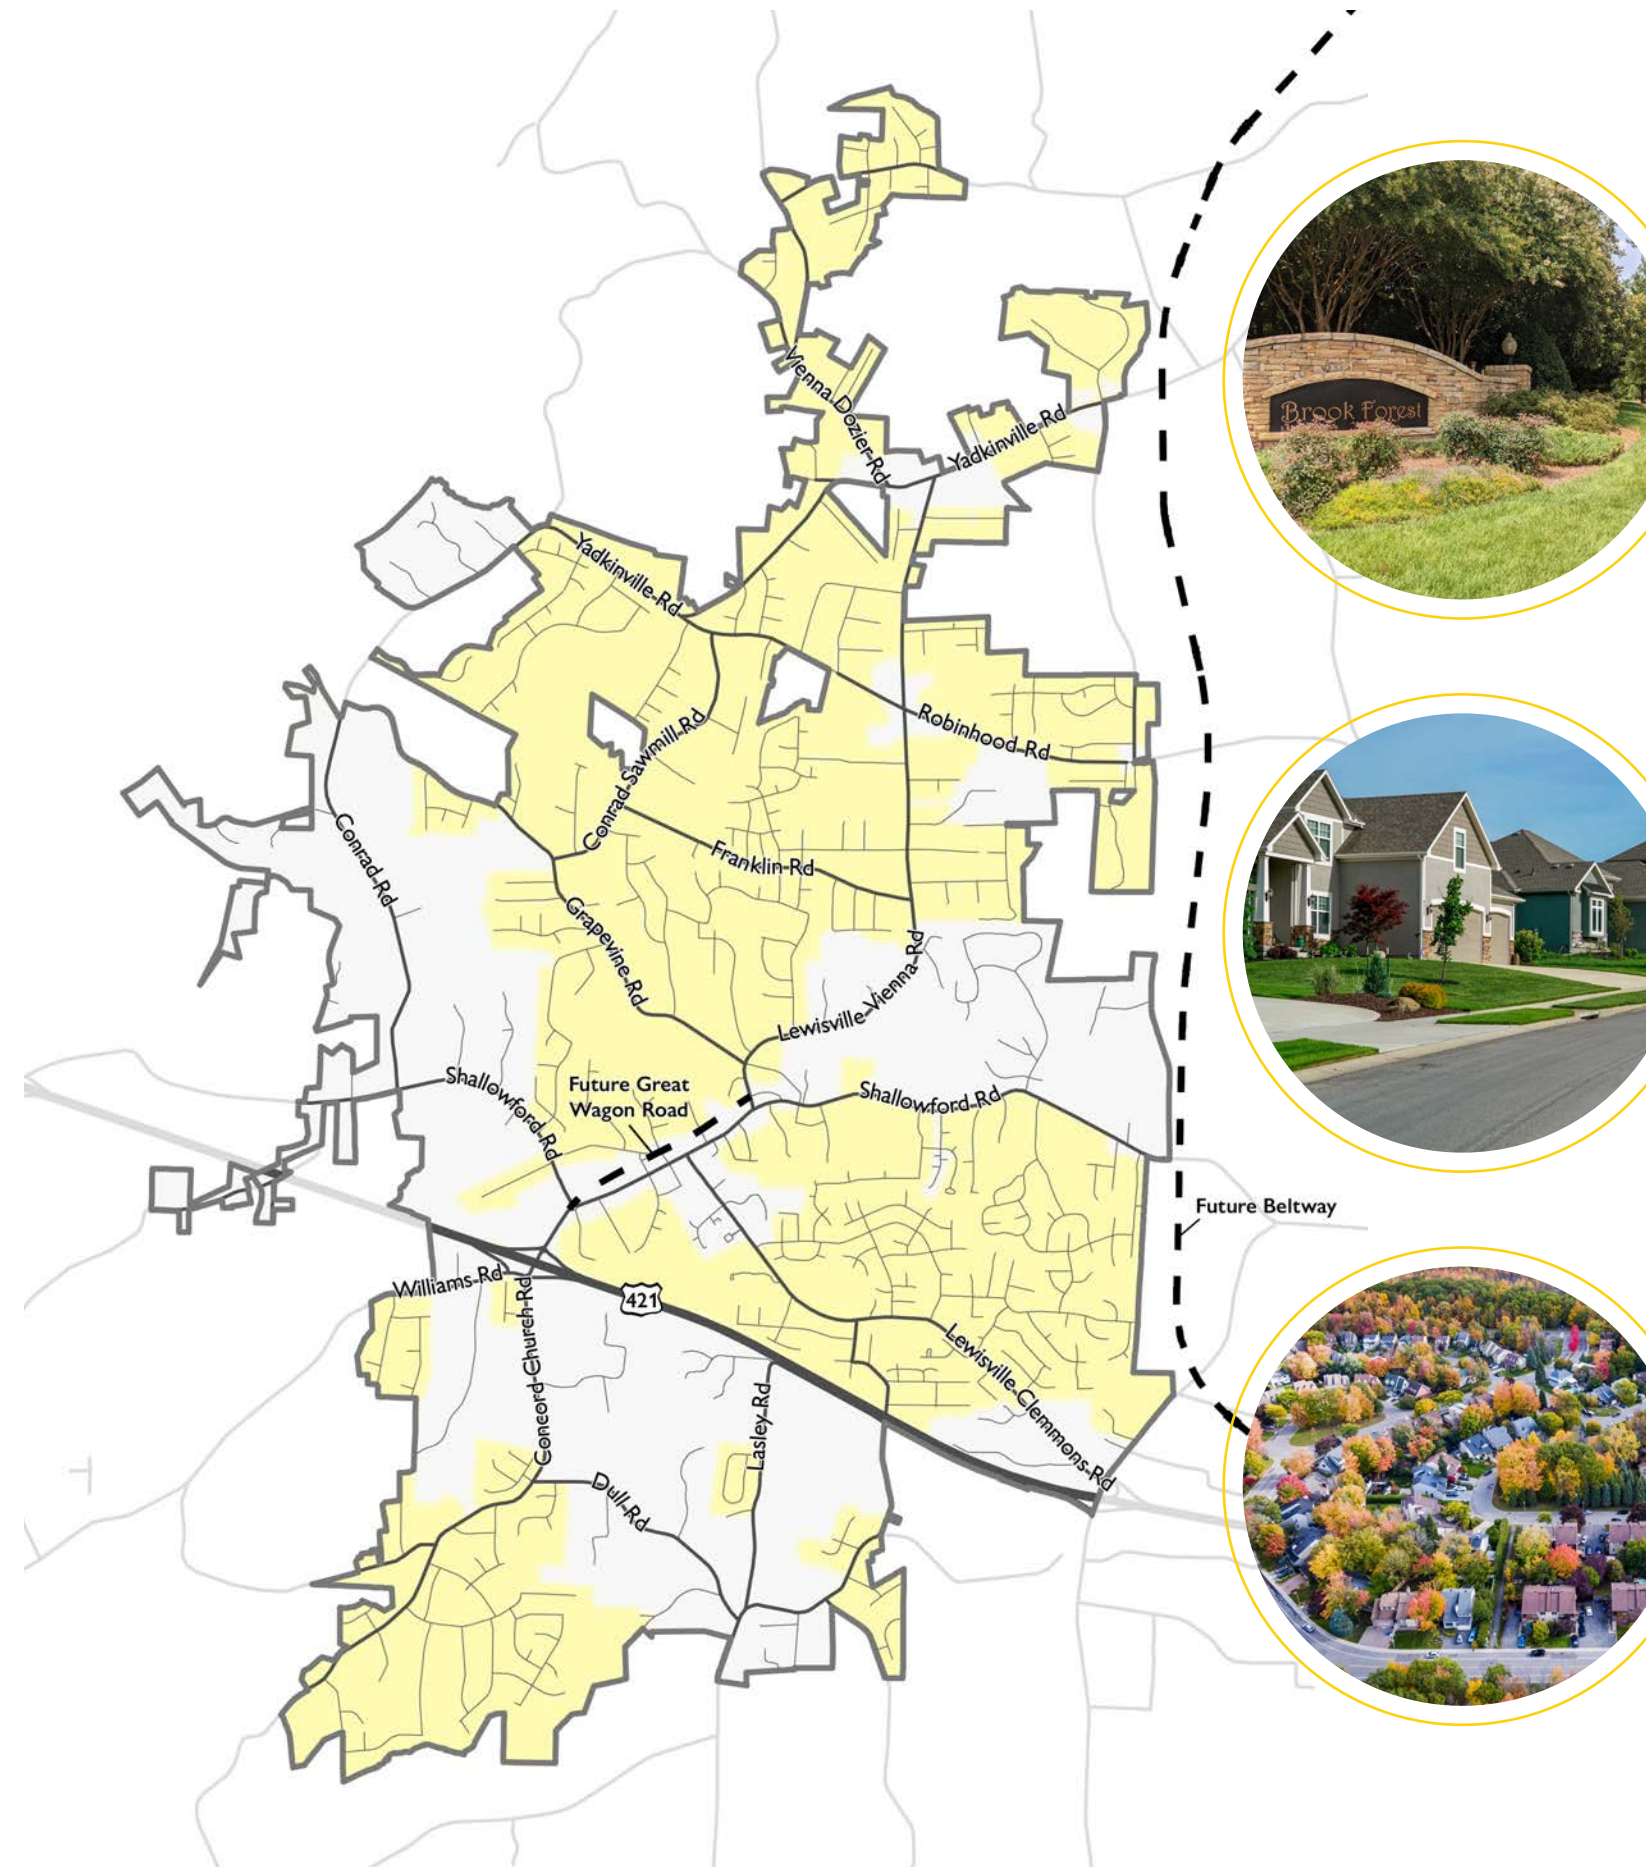 Vienna Dozier Rd
Yadkinville Rd
Brook Forest
Yadkinville Rd
Robinhood Rd
Conrad Sawmill Rd
Conrad Rd
Franklin Rd
Grapevine Rd
Lewisville Vienna Rd
Shallowford Rd
Future Great
Wagon Road
Shallowford Rd
Future Beltway
Williams Rd
421
Concord Church Rd
Lewisville Clemmons Rd
Lasley Rd
Dull Rd